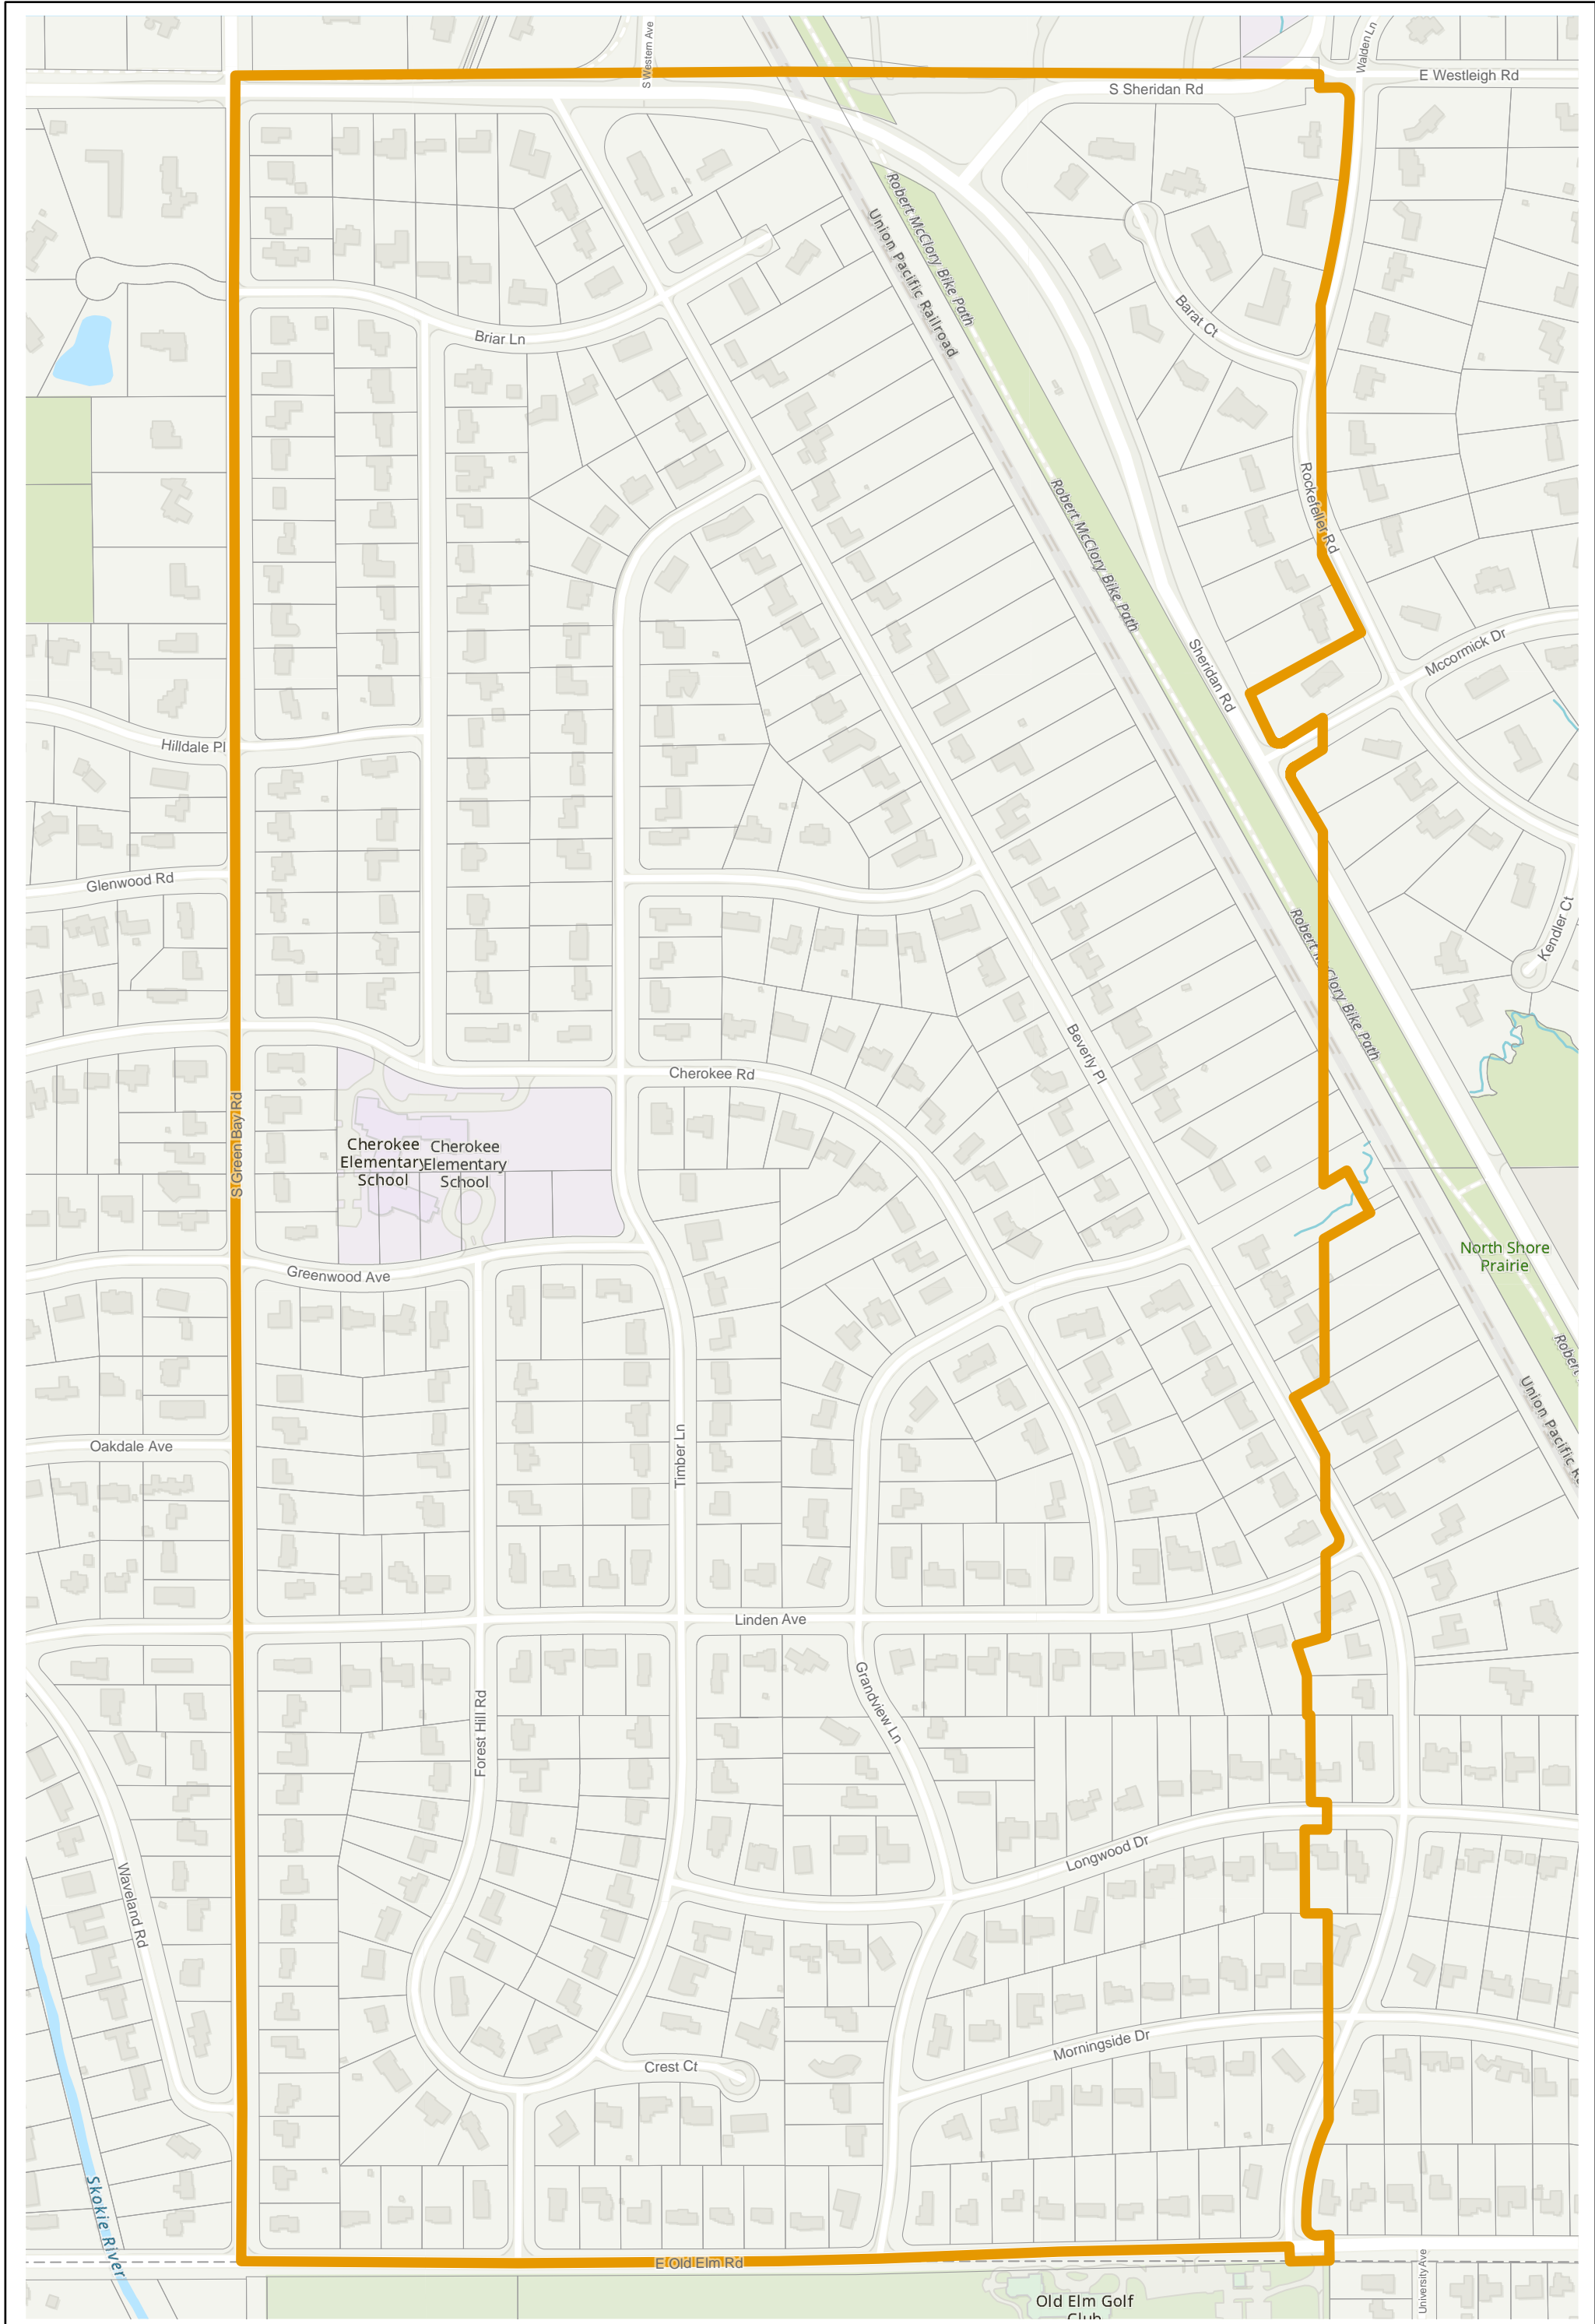 S Western Ave
Walden Ln
E Westleigh Rd
S Sheridan Rd
Robert McClory Bike Path
Union Pacific Railroad
Barat Ct
Briar Ln
Rockefeller Rd
Robert McClory Bike Path
Mccormick Dr
Sheridan Rd
Hilldale Pl
Glenwood Rd
Kendler Ct
Robert McClory Bike Path
Beverly Pl
Cherokee Rd
S Green Bay Rd
Cherokee
Elementary
School
Cherokee
Elementary
School
North Shore
Prairie
Greenwood Ave
Robert
Union Pacific
Oakdale Ave
Timber Ln
Linden Ave
Grandview Ln
Forest Hill Rd
Longwood Dr
Waveland Rd
Morningside Dr
Crest Ct
Skokie River
E Old Elm Rd
University Ave
Old Elm Golf
Club